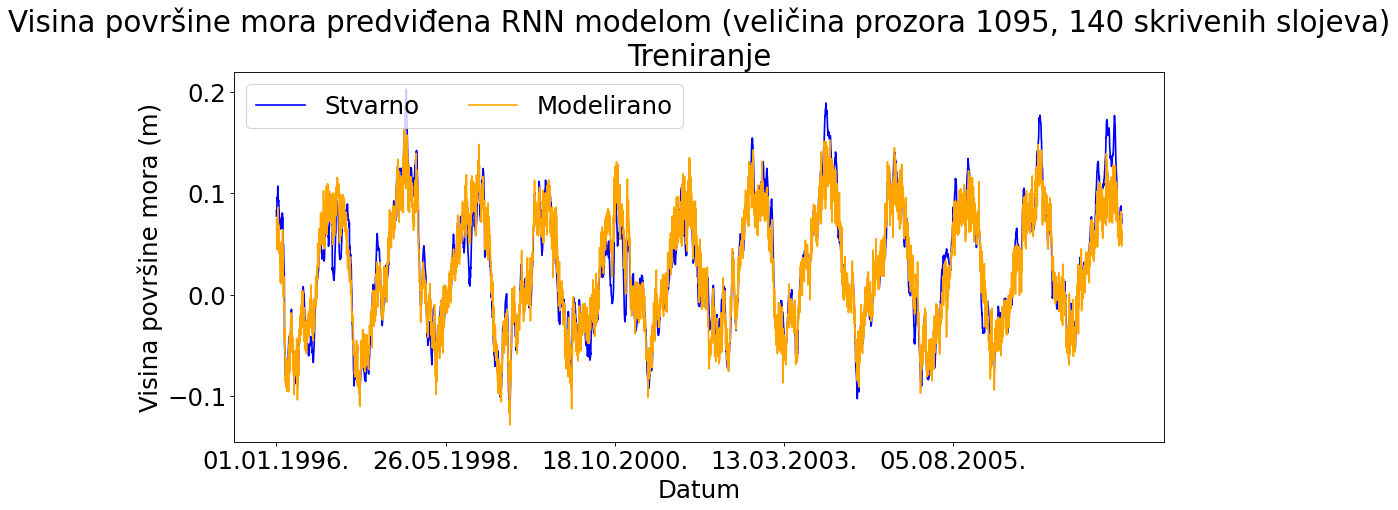 Visina površine mora predviđena RNN modelom (veličina prozora 1095, 140 skrivenih slojeva)
Treniranje
Stvarno
Modelirano
Visina površine mora (m)
0.2
0.1
0.0
−0.1
01.01.1996.
26.05.1998.
18.10.2000.
13.03.2003.
05.08.2005.
Datum